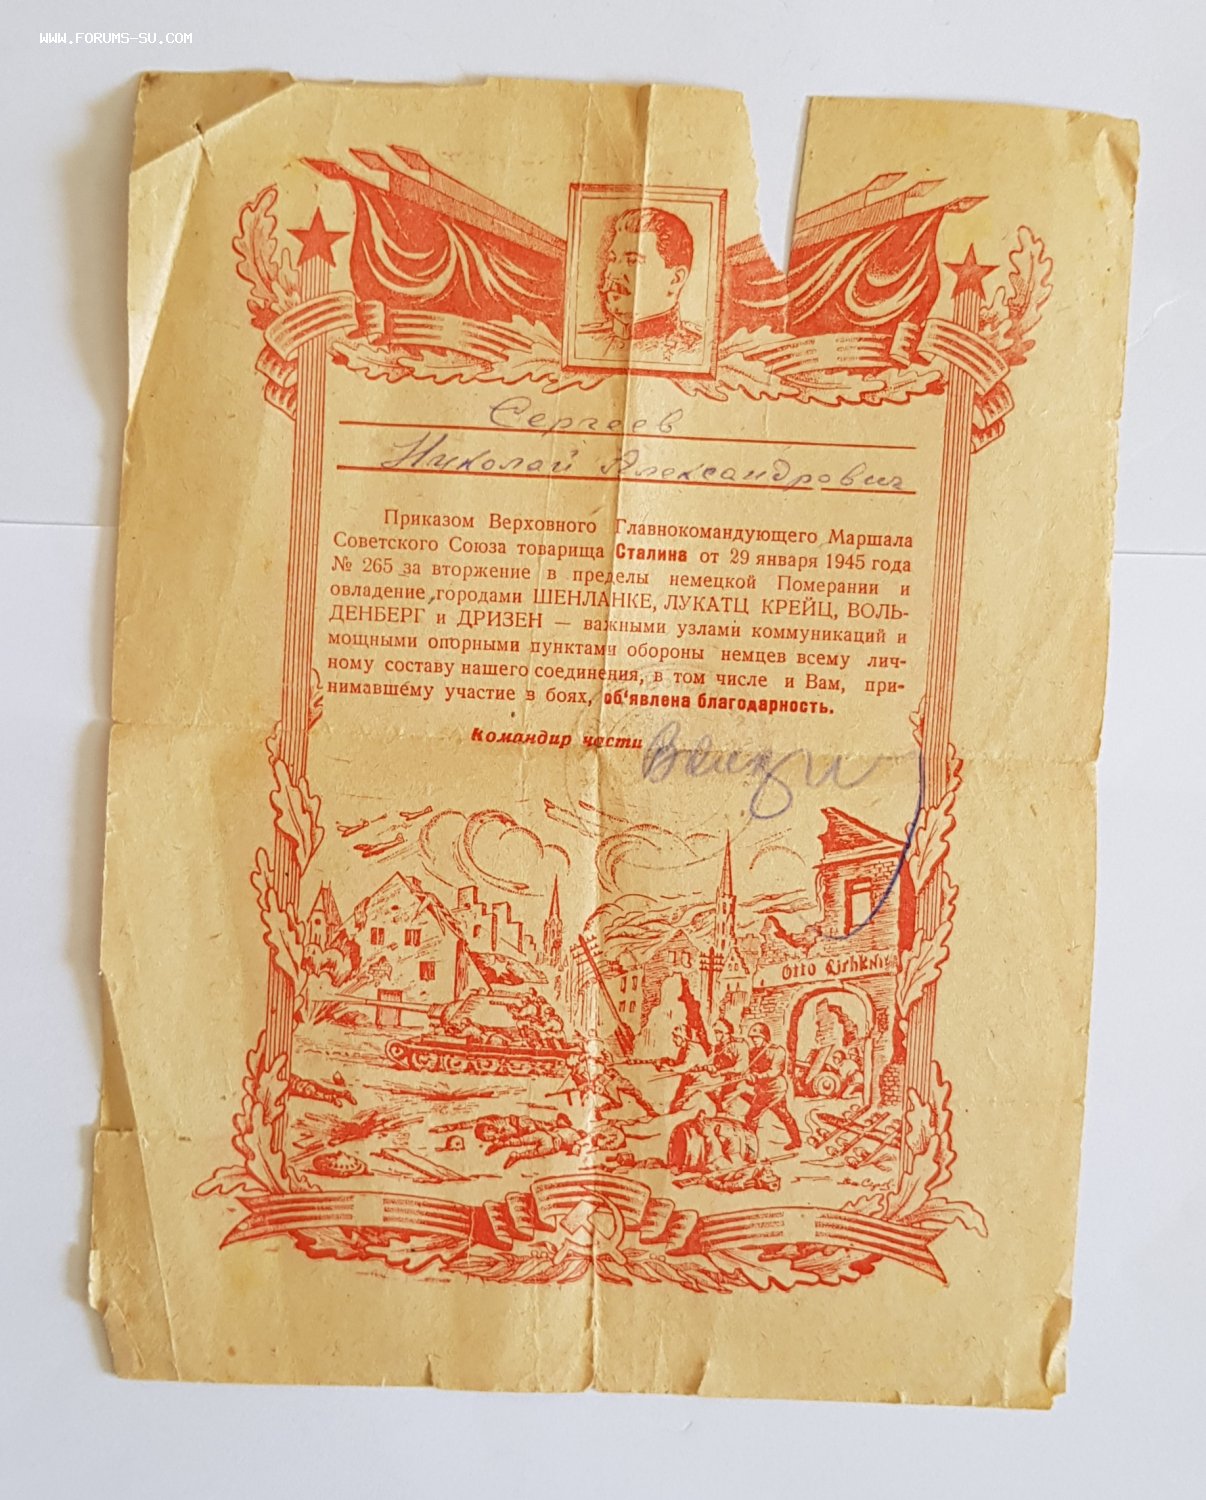 WWW.FORUMS-SU.COM
Сергеев
Николай Александрович
Приказом Верховного Главнокомандующего Маршала
Советского Союза товарища Сталина от 29 января 1945 года
№ 265 за вторжение в пределы немецкой Померании и
овладение городами ШЕНЛАНКЕ, ЛУКАТЦ КРЕЙЦ, ВОЛЬ-
ДЕНБЕРГ и ДРИЗЕН — важными узлами коммуникаций и
мощными опорными пунктами обороны немцев всему лич-
ному составу нашего соединения, в том числе и Вам, при-
нимавшему участие в боях, об'явлена благодарность.
Командир части
Otto